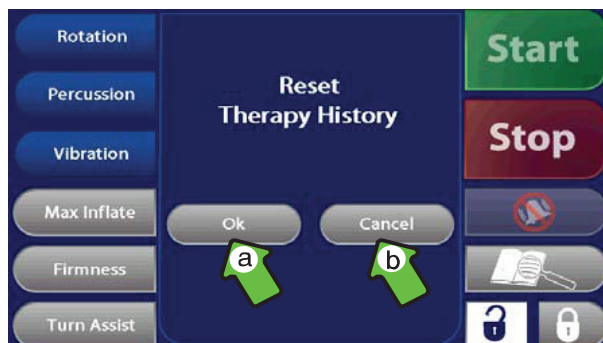 Rotation
Percussion
Vibration
Max Inflate
Firmness
Turn Assist
Reset
Therapy History
Ok
Cancel
a
b
Start
Stop